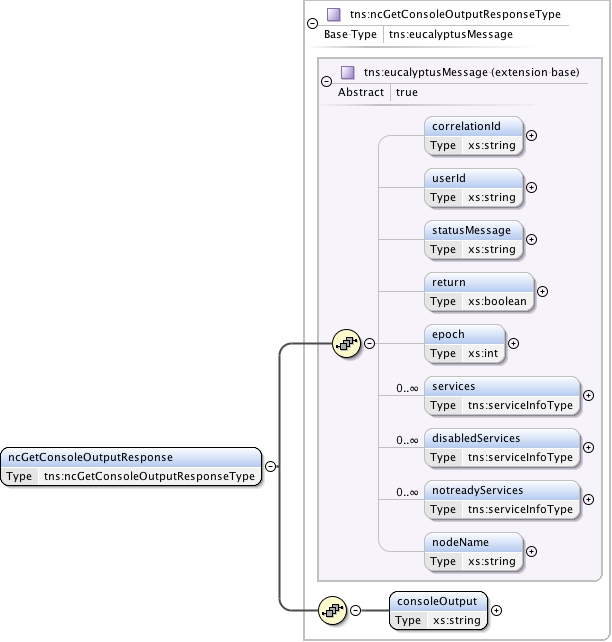 tns:ncGetConsoleOutputResponseType
Base Type tns:eucalyptusMessage
tns:eucalyptusMessage (extension base)
Abstract true
correlationId
Type xs:string
userId
Type xs:string
statusMessage
Type xs:string
return
Type xs:boolean
epoch
Type xs:int
0..∞
services
Type tns:serviceInfoType
0..∞
disabledServices
Type tns:serviceInfoType
0..∞
notreadyServices
Type tns:serviceInfoType
nodeName
Type xs:string
ncGetConsoleOutputResponse
Type tns:ncGetConsoleOutputResponseType
consoleOutput
Type xs:string